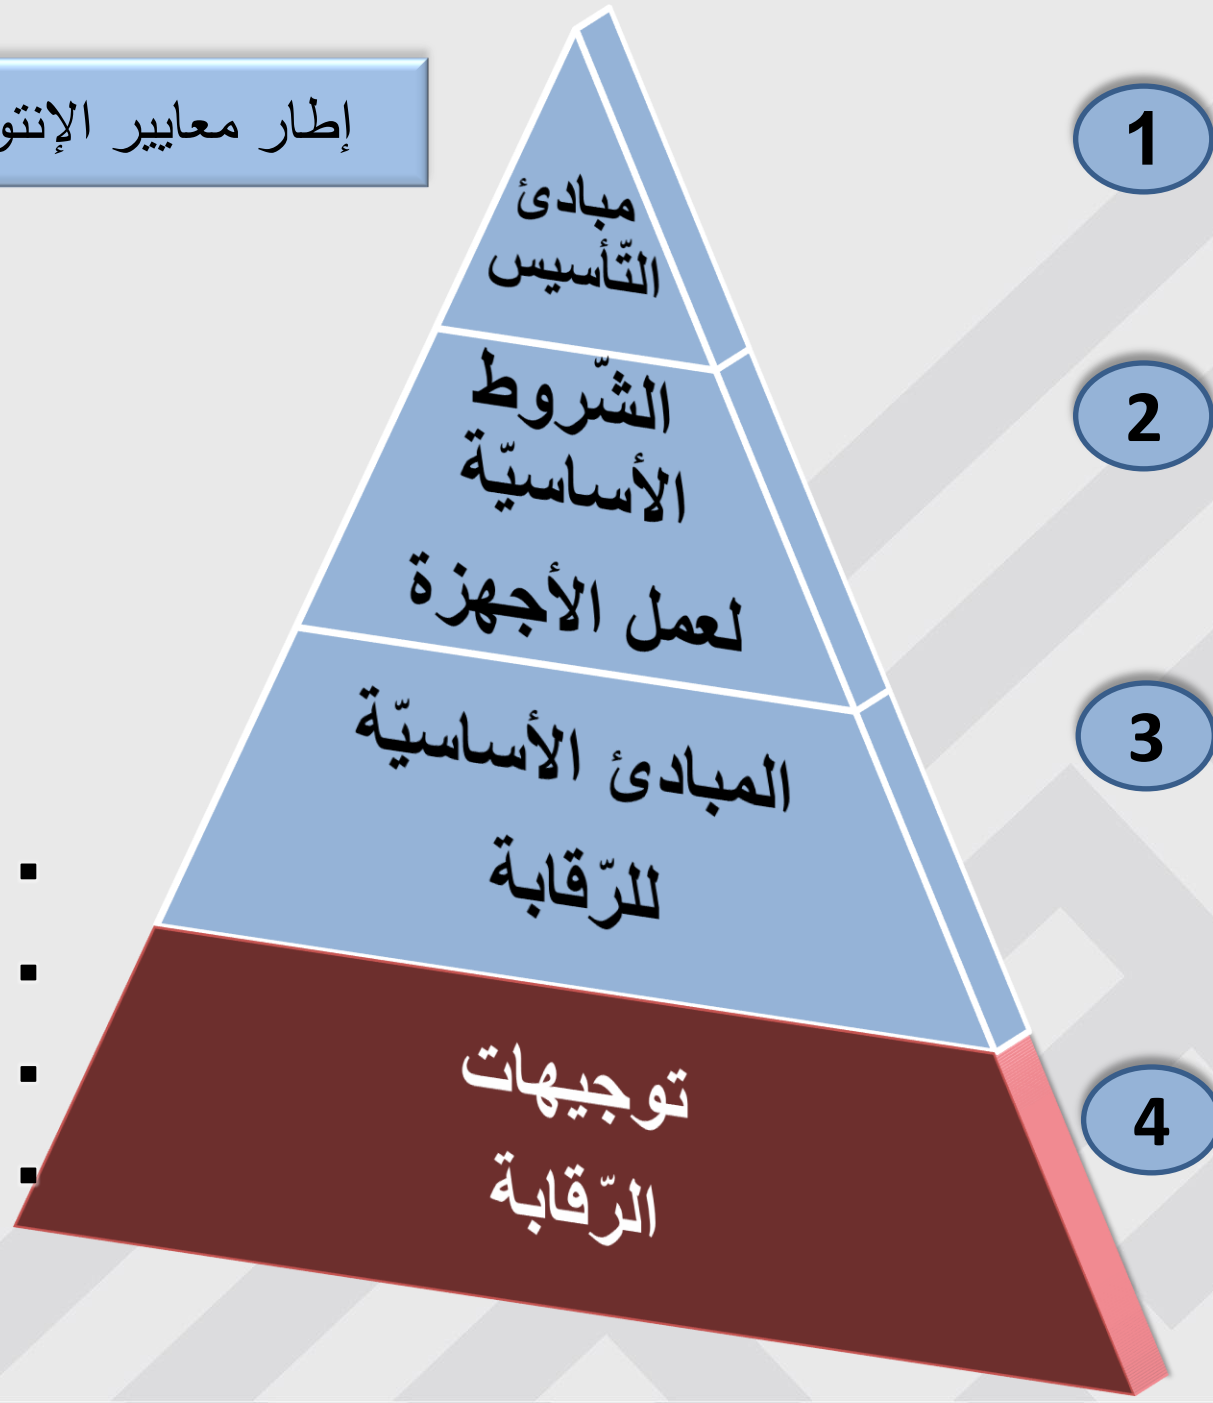 إطار معايير
1
مبادئ
التّأسيس
2
الشّروط
الأساسيّة
لعمل الأجهزة
3
المبادئ الأساسيّة
للرّقابة
4
توجيهات
الرّقابة